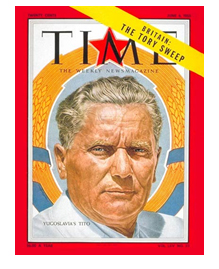 BRITAIN:
THE TORY SWEEP
TIME
THE WEEKLY NEWSMAGAZINE
YUGOSLAVIA'S TITO